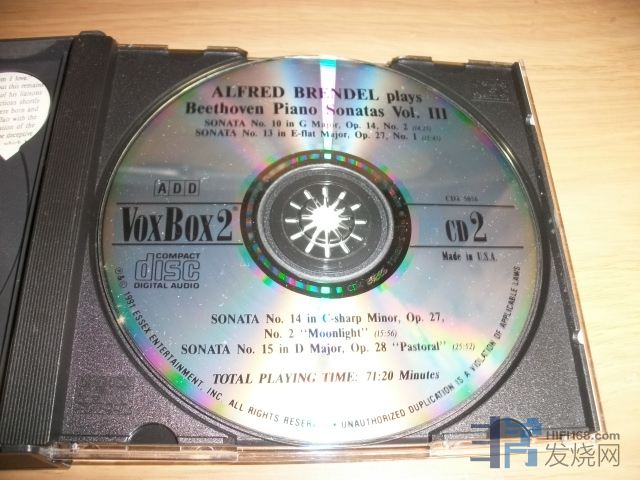 ALFRED BRENDEL plays
Beethoven Piano Sonatas Vol. III
SONATA No. 10 in G Major, Op. 14, No. 2
SONATA No. 13 in E-flat Major, Op. 27, No. 1
ADD
VOXBOX2
CD 2
Made in U.S.A.
COMPACT
disc
DIGITAL AUDIO
SONATA No. 14 in C-sharp Minor, Op. 27,
No. 2 "Moonlight" (15:56)
SONATA No. 15 in D Major, Op. 28 "Pastoral" (25:52)
TOTAL PLAYING TIME: 71:20 Minutes
℗ & © 1991 ESSEX ENTERTAINMENT, INC. ALL RIGHTS RESERVED • UNAUTHORIZED DUPLICATION IS A VIOLATION OF APPLICABLE LAWS
HIFI168.com
发烧网